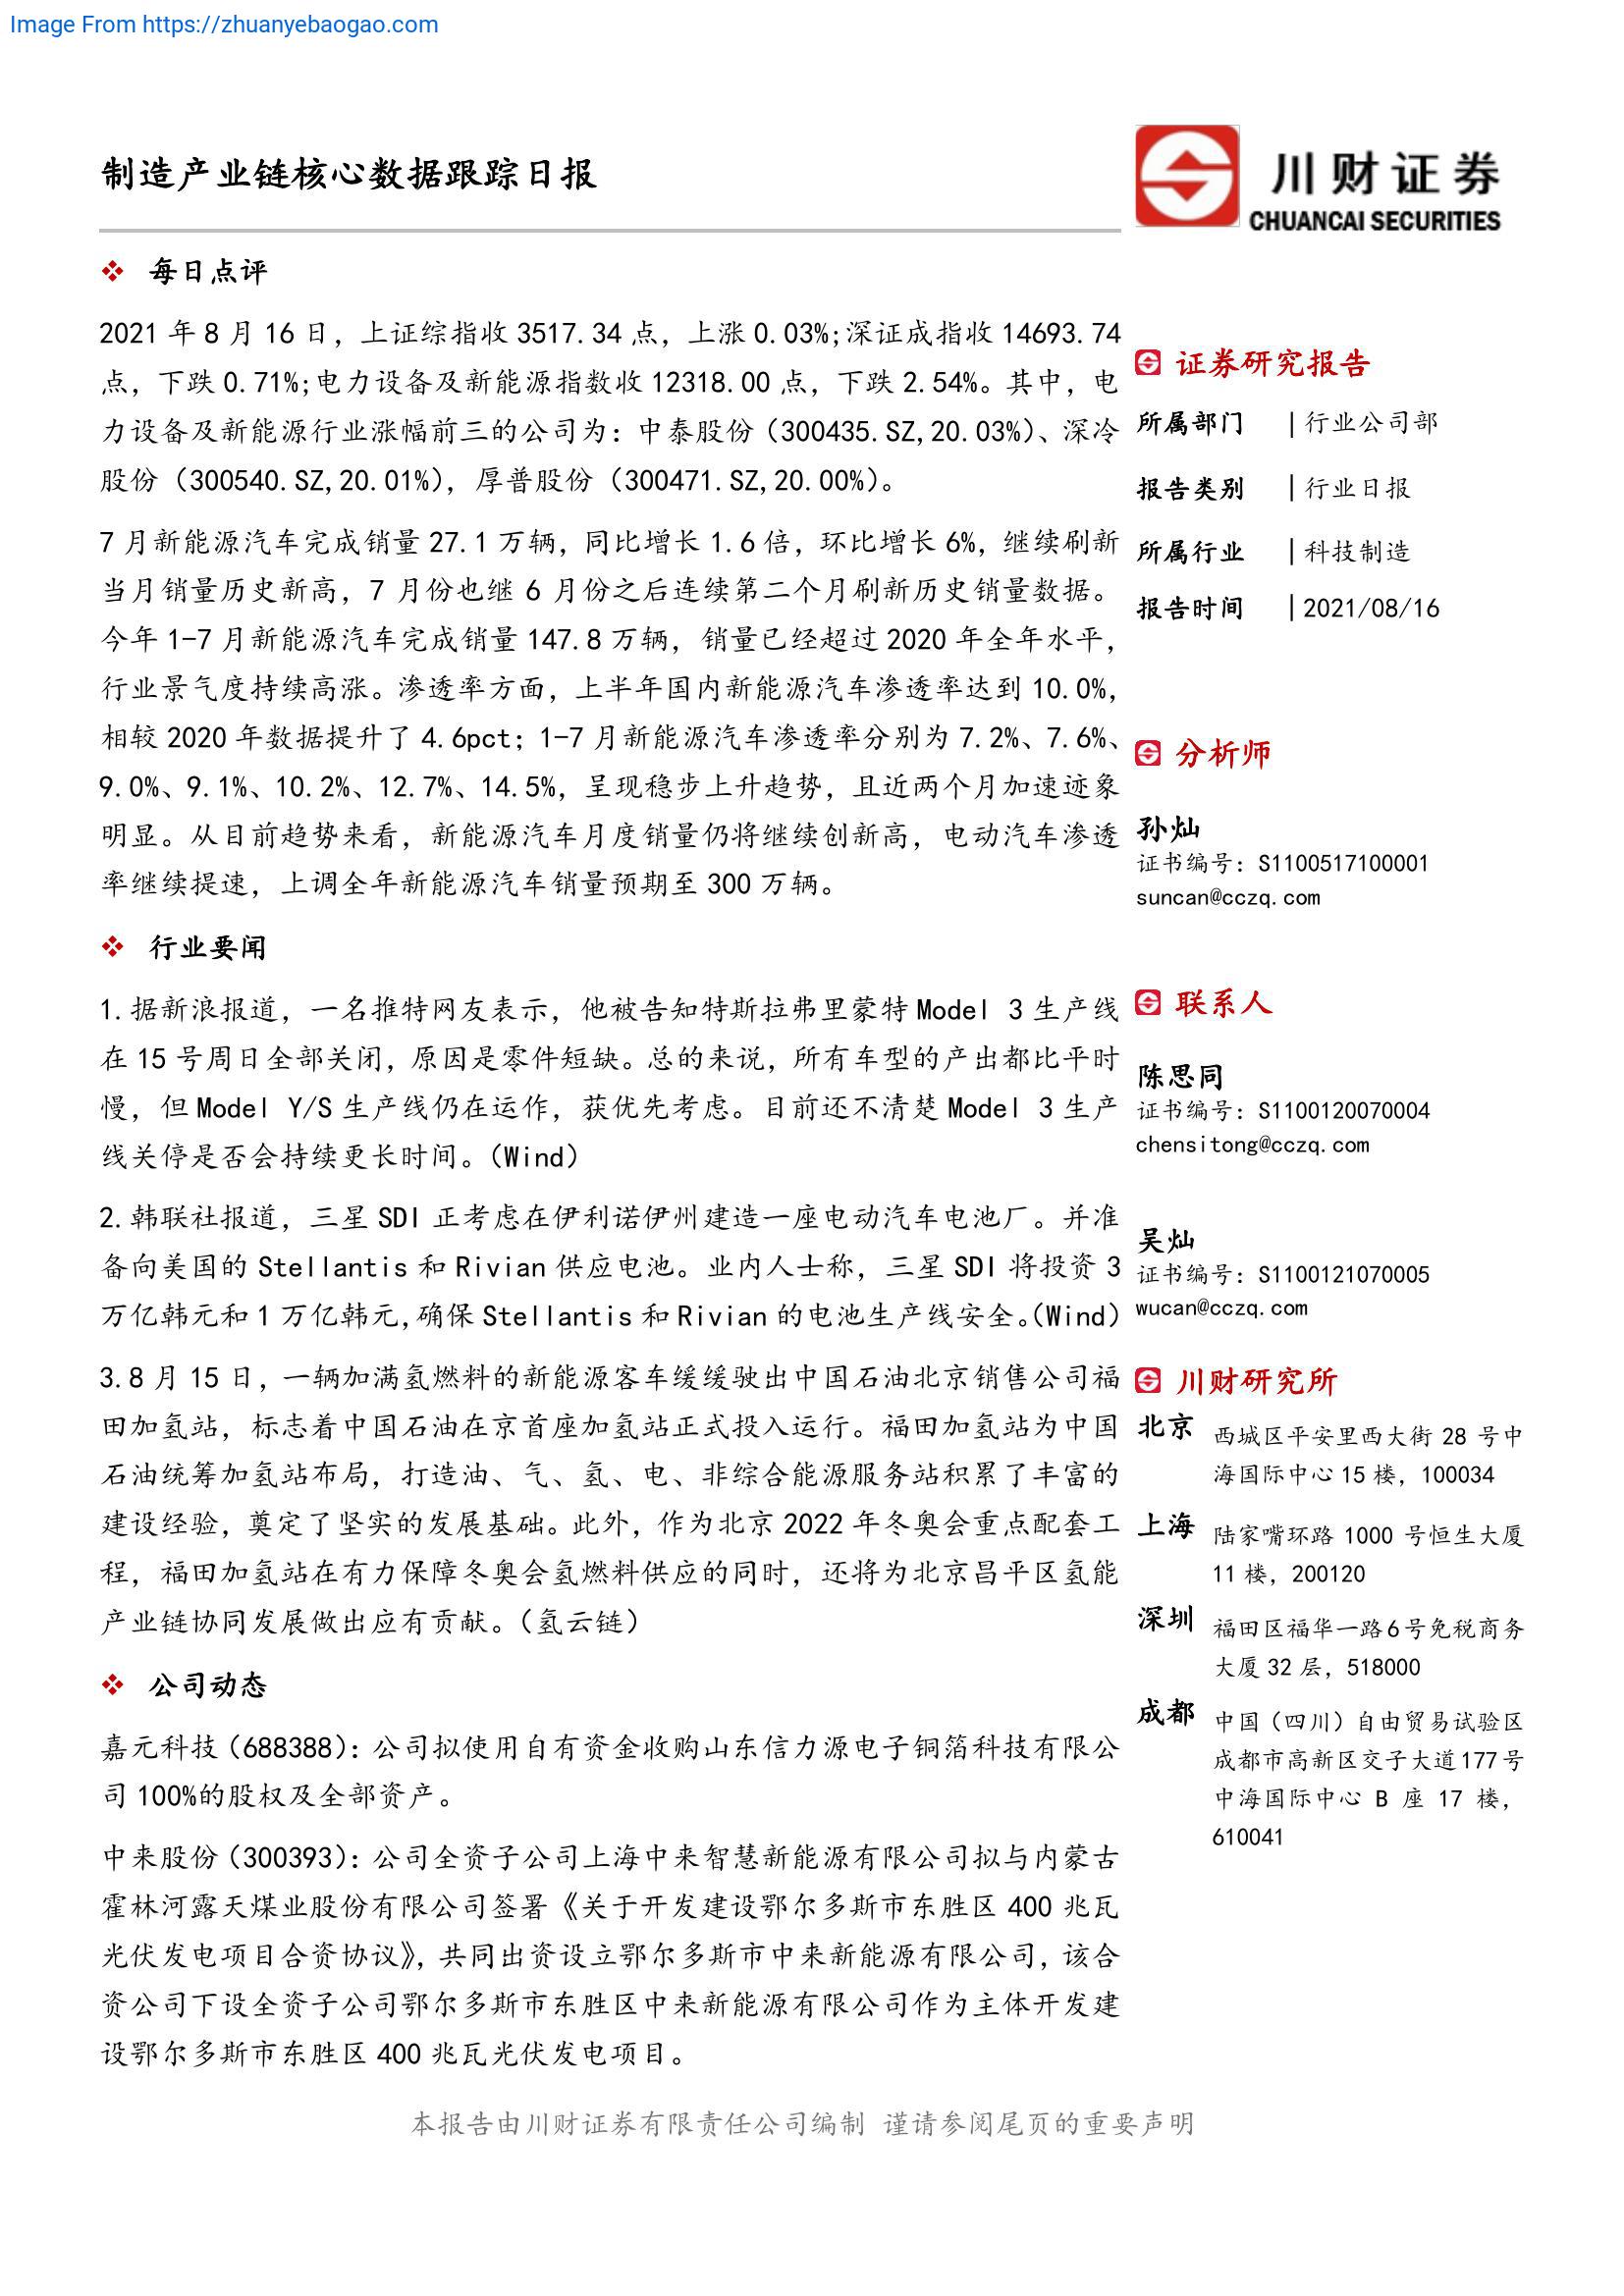 Image From https://zhuanyebaogao.com
制造产业链核心数据跟踪日报
川财证券
CHUANCAI SECURITIES
每日点评
2021 年 8 月 16 日，上证综指收 3517.34 点，上涨 0.03%;深证成指收 14693.74
点，下跌 0.71%;电力设备及新能源指数收 12318.00 点，下跌 2.54%。其中，电
力设备及新能源行业涨幅前三的公司为：中泰股份（300435.SZ,20.03%）、深冷
股份（300540.SZ,20.01%），厚普股份（300471.SZ,20.00%）。
7 月新能源汽车完成销量 27.1 万辆，同比增长 1.6 倍，环比增长 6%，继续刷新
当月销量历史新高，7 月份也继 6 月份之后连续第二个月刷新历史销量数据。
今年 1-7 月新能源汽车完成销量 147.8 万辆，销量已经超过 2020 年全年水平，
行业景气度持续高涨。渗透率方面，上半年国内新能源汽车渗透率达到 10.0%，
相较 2020 年数据提升了 4.6pct；1-7 月新能源汽车渗透率分别为 7.2%、7.6%、
9.0%、9.1%、10.2%、12.7%、14.5%，呈现稳步上升趋势，且近两个月加速迹象
明显。从目前趋势来看，新能源汽车月度销量仍将继续创新高，电动汽车渗透
率继续提速，上调全年新能源汽车销量预期至 300 万辆。
行业要闻
1.据新浪报道，一名推特网友表示，他被告知特斯拉弗里蒙特 Model 3 生产线
在 15 号周日全部关闭，原因是零件短缺。总的来说，所有车型的产出都比平时
慢，但 Model Y/S 生产线仍在运作，获优先考虑。目前还不清楚 Model 3 生产
线关停是否会持续更长时间。（Wind）
2.韩联社报道，三星 SDI 正考虑在伊利诺伊州建造一座电动汽车电池厂。并准
备向美国的 Stellantis 和 Rivian 供应电池。业内人士称，三星 SDI 将投资 3
万亿韩元和 1 万亿韩元,确保 Stellantis 和 Rivian 的电池生产线安全。（Wind）
3.8 月 15 日，一辆加满氢燃料的新能源客车缓缓驶出中国石油北京销售公司福
田加氢站，标志着中国石油在京首座加氢站正式投入运行。福田加氢站为中国
石油统筹加氢站布局，打造油、气、氢、电、非综合能源服务站积累了丰富的
建设经验，奠定了坚实的发展基础。此外，作为北京 2022 年冬奥会重点配套工
程，福田加氢站在有力保障冬奥会氢燃料供应的同时，还将为北京昌平区氢能
产业链协同发展做出应有贡献。（氢云链）
公司动态
嘉元科技（688388）：公司拟使用自有资金收购山东信力源电子铜箔科技有限公
司 100%的股权及全部资产。
中来股份（300393）：公司全资子公司上海中来智慧新能源有限公司拟与内蒙古
霍林河露天煤业股份有限公司签署《关于开发建设鄂尔多斯市东胜区 400 兆瓦
光伏发电项目合资协议》，共同出资设立鄂尔多斯市中来新能源有限公司，该合
资公司下设全资子公司鄂尔多斯市东胜区中来新能源有限公司作为主体开发建
设鄂尔多斯市东胜区 400 兆瓦光伏发电项目。
证券研究报告
所属部门 | 行业公司部
报告类别 | 行业日报
所属行业 | 科技制造
报告时间 | 2021/08/16
分析师
孙灿
证书编号：S1100517100001
suncan@cczq.com
联系人
陈思同
证书编号：S1100120070004
chensitong@cczq.com
吴灿
证书编号：S1100121070005
wucan@cczq.com
川财研究所
北京 西城区平安里西大街 28 号中
海国际中心 15 楼，100034
上海 陆家嘴环路 1000 号恒生大厦
11 楼，200120
深圳 福田区福华一路 6 号免税商务
大厦 32 层，518000
成都 中国（四川）自由贸易试验区
成都市高新区交子大道 177 号
中海国际中心 B 座 17 楼，
610041
本报告由川财证券有限责任公司编制 谨请参阅尾页的重要声明